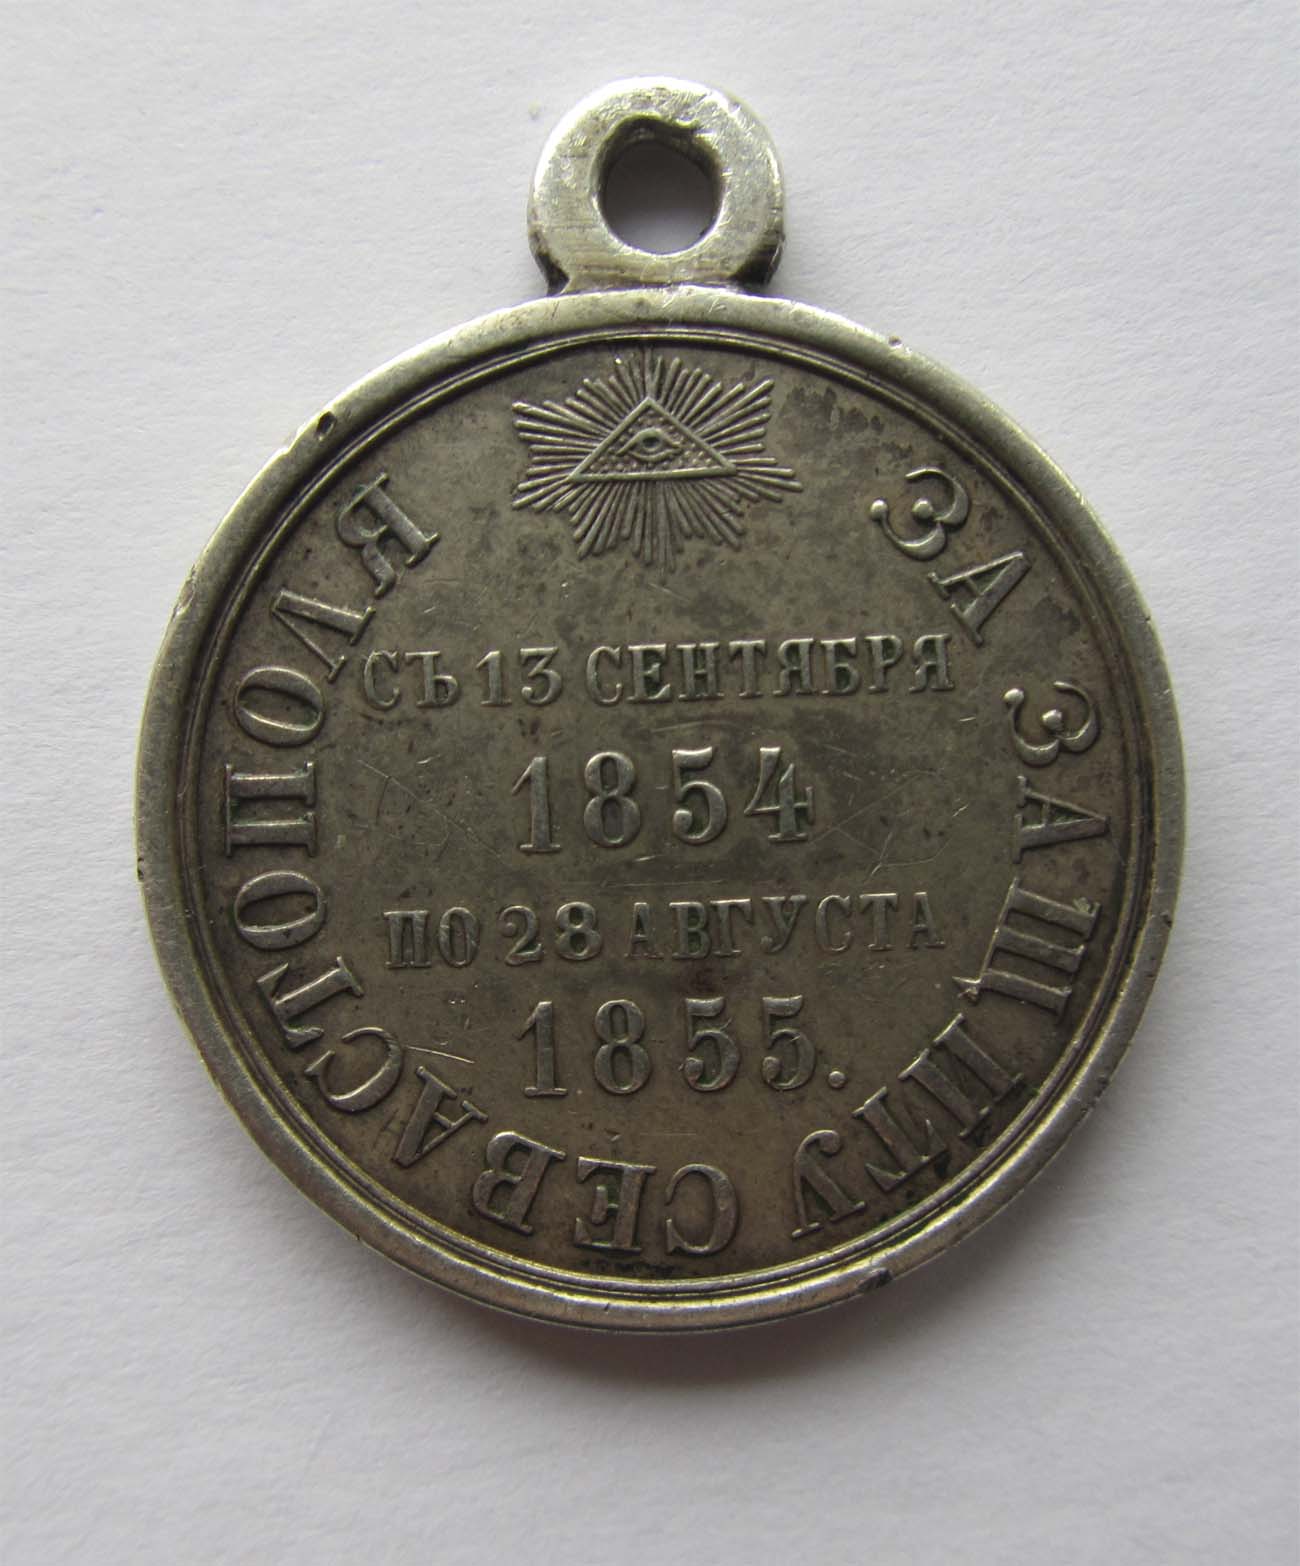 ЗА ЗАЩИТУ СЕВАСТОПОЛЯ
СЪ 13 СЕНТЯБРЯ
1854
ПО 28 АВГУСТА
1855.